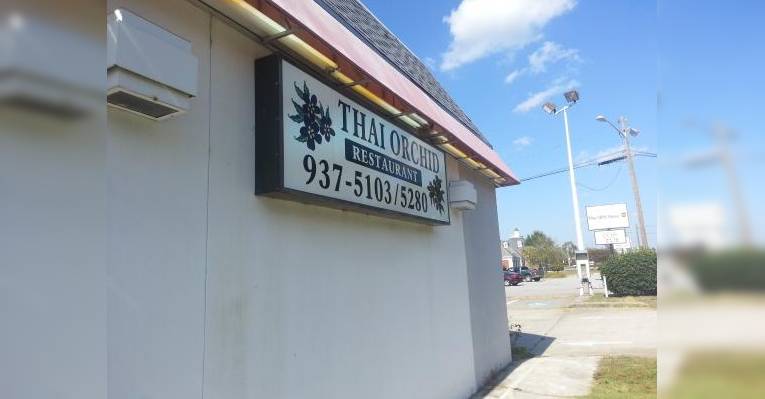 THAI ORCHID
RESTAURANT
937-5103/5280